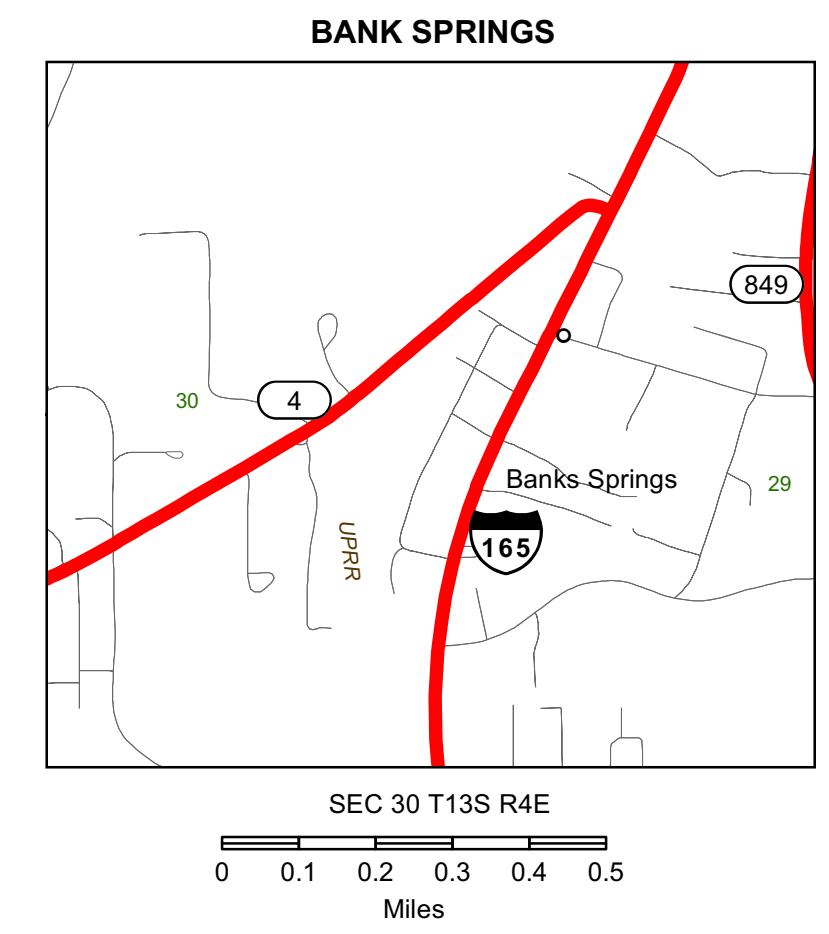 BANK SPRINGS
849
30
4
Banks Springs
29
UPRR
165
SEC 30 T13S R4E
0 0.1 0.2 0.3 0.4 0.5
Miles